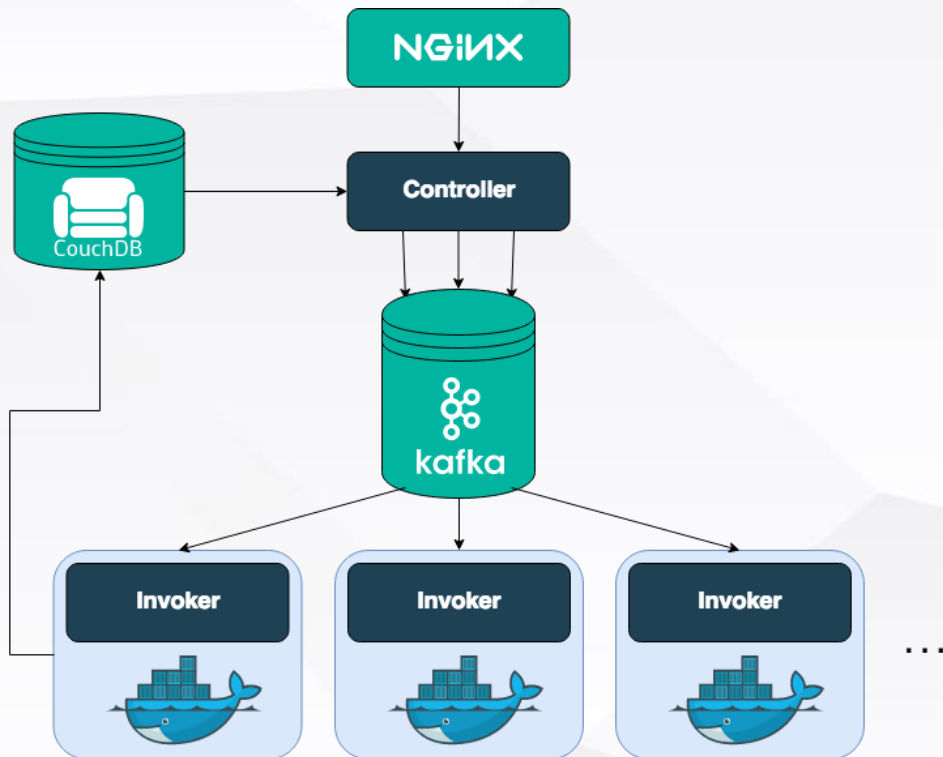 NGINX
Controller
CouchDB
kafka
Invoker
Invoker
Invoker
...